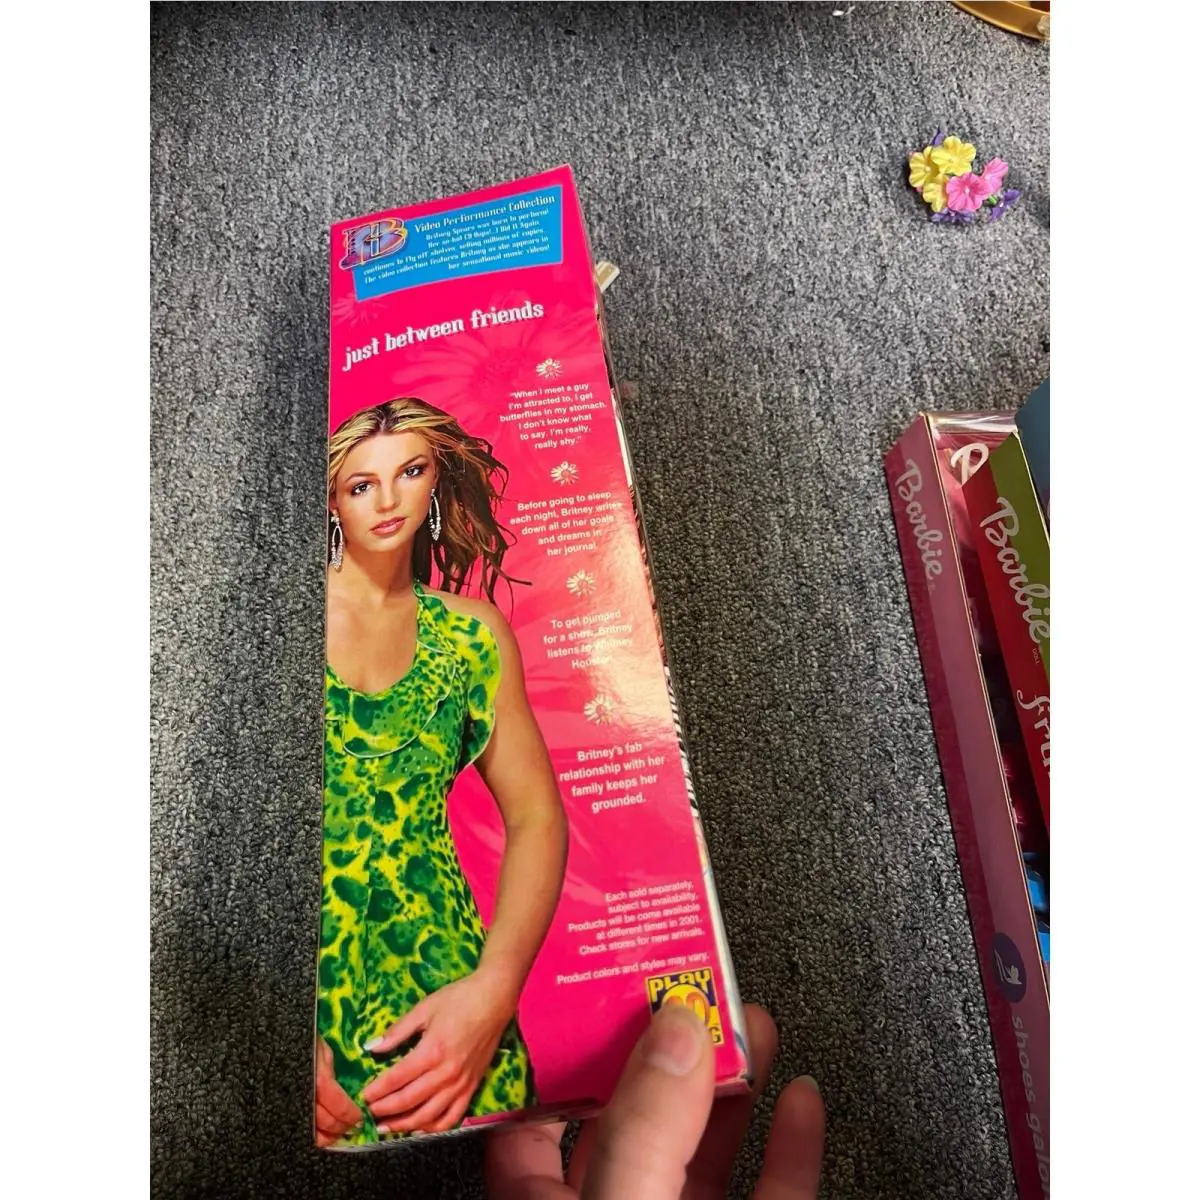 Video Performance Collection
Britney Spears was born to perform!
Her so-hot CD Oops!...I Did It Again
continues to fly off shelves, selling millions of copies.
The video collection features Britney as she appears in
her sensational music videos!
just between friends
"When I meet a guy
I'm attracted to, I get
butterflies in my stomach.
I don't know what
to say. I'm really,
really shy."
Before going to sleep
each night, Britney writes
down all of her goals
and dreams in
her journal.
To get pumped
for a show, Britney
listens to Whitney
Houston.
Britney's fab
relationship with her
family keeps her
grounded.
Each sold separately,
subject to availability.
Products will be come available
at different times in 2001.
Check stores for new arrivals.
Product colors and styles may vary.
PLAY
Barbie
Barbie
DOLL
shoes galo